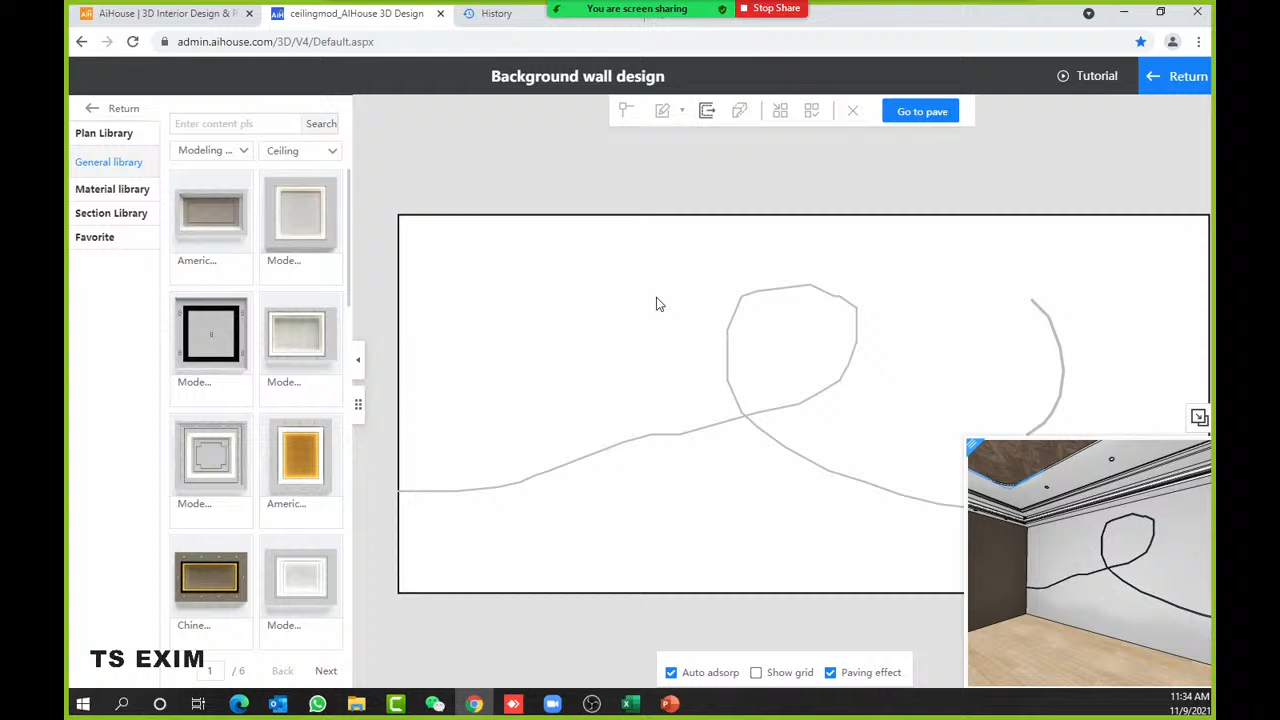 You are screen sharing
Stop Share
AiHouse | 3D Interior Design &
ceilingmod_AIHouse 3D Design
History
admin.aihouse.com/3D/V4/Default.aspx
Background wall design
Tutorial
Return
Return
Enter content pls
Search
Go to pave
Plan Library
General library
Material library
Section Library
Favorite
Modeling ...
Ceiling
Americ...
Mode...
Mode...
Mode...
Mode...
Americ...
Chine...
Mode...
TS EXIM
1 / 6
Back
Next
Auto adsorp
Show grid
Paving effect
11:34 AM
11/9/2021